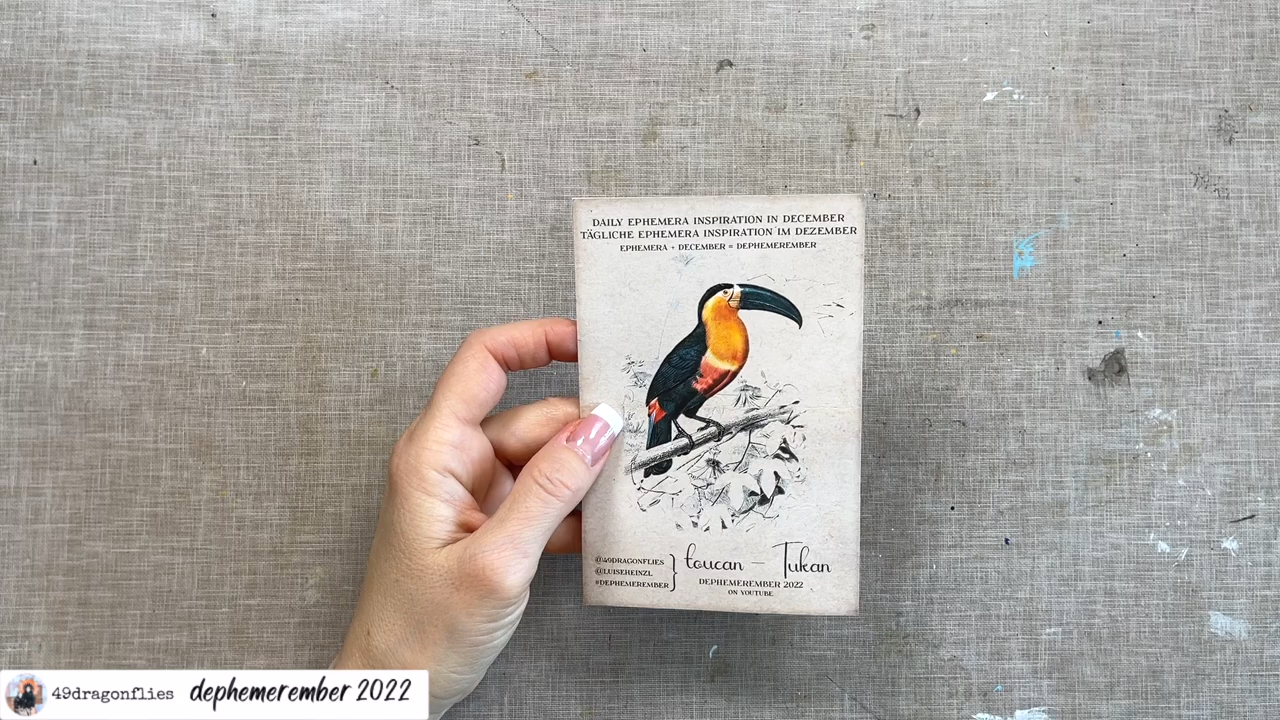 DAILY EPHEMERA INSPIRATION IN DECEMBER
TÄGLICHE EPHEMERA INSPIRATION IM DEZEMBER
EPHEMERA + DECEMBER = DEPHEMEREMBER
@49DRAGONFLIES
@LUISEHEINZL
#DEPHEMEREMBER
toucan – Tukan
DEPHEMEREMBER 2022
ON YOUTUBE
49dragonflies dephemerember 2022